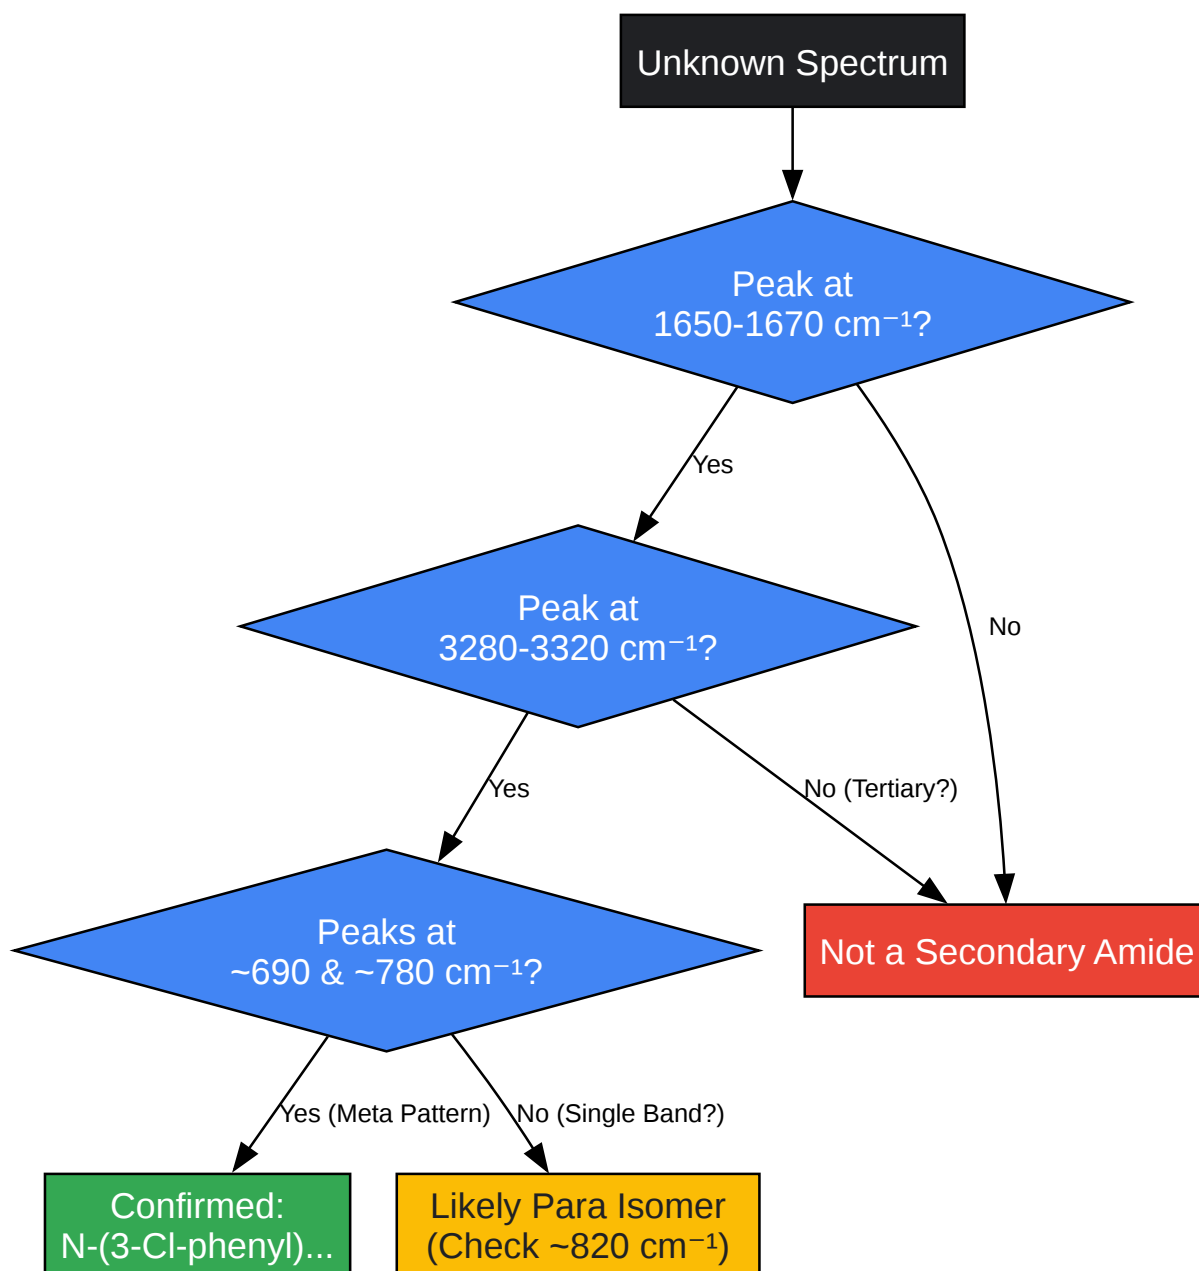 Unknown Spectrum
Peak at
1650-1670 cm⁻¹?
Yes
No
Peak at
3280-3320 cm⁻¹?
Yes
No (Tertiary?)
Peaks at
~690 & ~780 cm⁻¹?
Not a Secondary Amide
Yes (Meta Pattern)
No (Single Band?)
Confirmed:
N-(3-Cl-phenyl)...
Likely Para Isomer
(Check ~820 cm⁻¹)